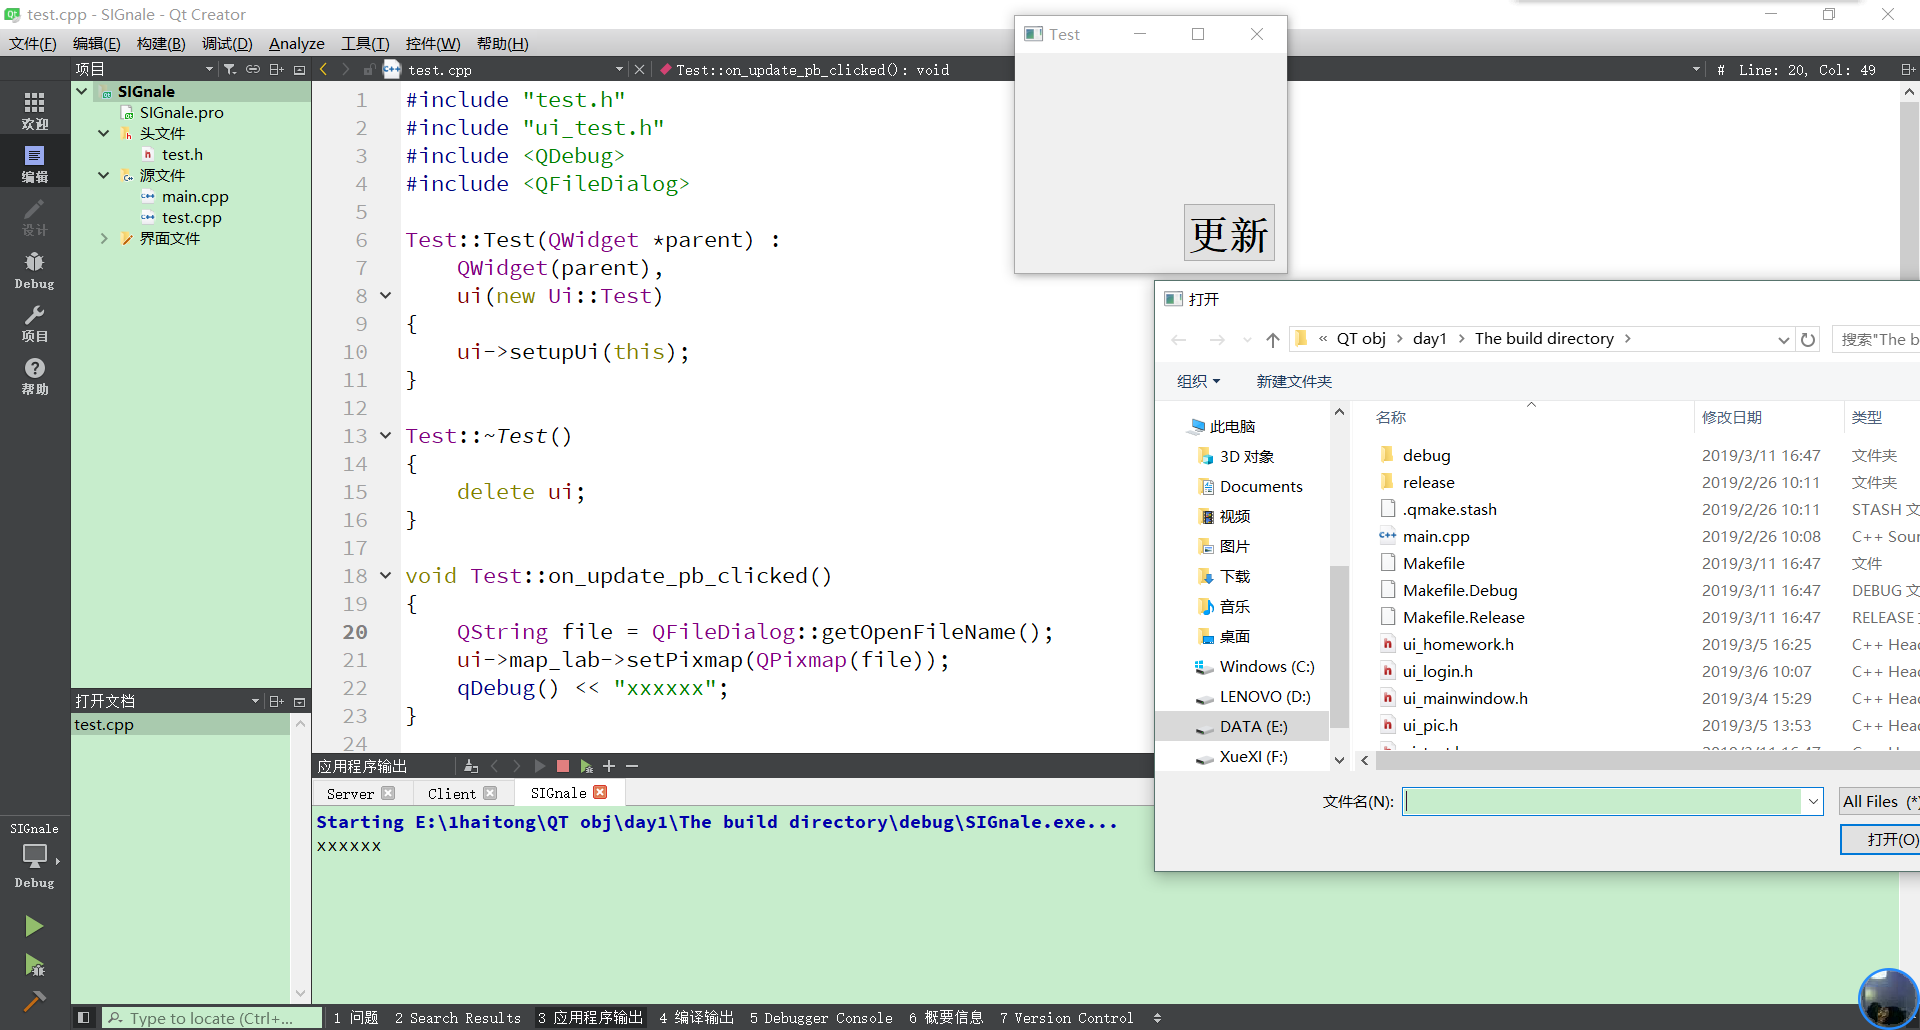 test.cpp - SIGnale - Qt Creator
文件(F) 编辑(E) 构建(B) 调试(D) Analyze 工具(T) 控件(W) 帮助(H)
项目
test.cpp
Test::on_update_pb_clicked(): void
# Line: 20, Col: 49
欢迎
编辑
设计
Debug
项目
帮助
SIGnale
Debug
SIGnale
SIGnale.pro
头文件
test.h
源文件
main.cpp
test.cpp
界面文件
打开文档
test.cpp
1 #include "test.h"
2 #include "ui_test.h"
3 #include <QDebug>
4 #include <QFileDialog>
5
6 Test::Test(QWidget *parent) :
7 QWidget(parent),
8 ui(new Ui::Test)
9 {
10 ui->setupUi(this);
11 }
12
13 Test::~Test()
14 {
15 delete ui;
16 }
17
18 void Test::on_update_pb_clicked()
19 {
20 QString file = QFileDialog::getOpenFileName();
21 ui->map_lab->setPixmap(QPixmap(file));
22 qDebug() << "xxxxxx";
23 }
24
Test
更新
打开
« QT obj › day1 › The build directory ›
搜索"The b
组织 新建文件夹
此电脑
3D 对象
Documents
视频
图片
下载
音乐
桌面
Windows (C:)
LENOVO (D:)
DATA (E:)
XueXI (F:)
名称 修改日期 类型
debug 2019/3/11 16:47 文件夹
release 2019/2/26 10:11 文件夹
.qmake.stash 2019/2/26 10:11 STASH 文
main.cpp 2019/2/26 10:08 C++ Sour
Makefile 2019/3/11 16:47 文件
Makefile.Debug 2019/3/11 16:47 DEBUG 文
Makefile.Release 2019/3/11 16:47 RELEASE
ui_homework.h 2019/3/5 16:25 C++ Head
ui_login.h 2019/3/6 10:07 C++ Head
ui_mainwindow.h 2019/3/4 15:29 C++ Head
ui_pic.h 2019/3/5 13:53 C++ Head
文件名(N):
All Files (*)
打开(O)
应用程序输出
Server Client SIGnale
Starting E:\1haitong\QT obj\day1\The build directory\debug\SIGnale.exe...
xxxxxx
Type to locate (Ctrl+...
1 问题 2 Search Results 3 应用程序输出 4 编译输出 5 Debugger Console 6 概要信息 7 Version Control